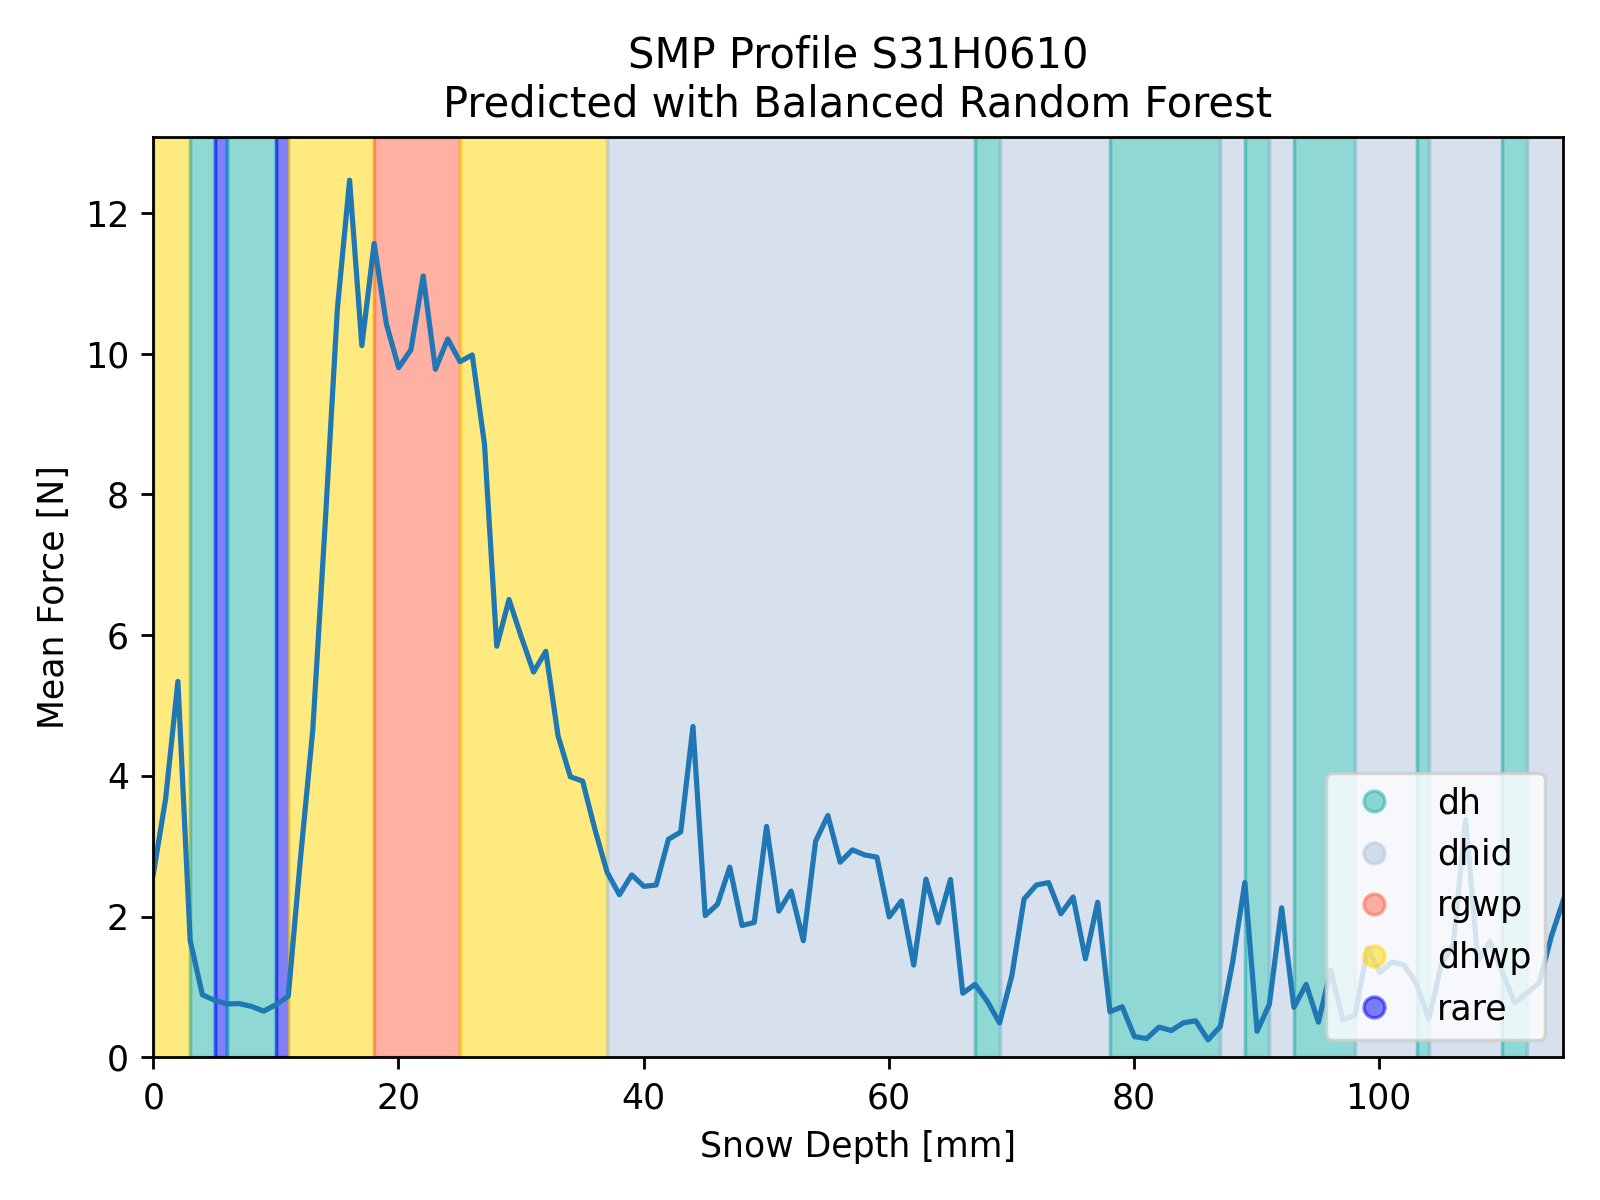 SMP Profile S31H0610
Predicted with Balanced Random Forest
Mean Force [N]
12
10
8
6
4
2
0
0 20 40 60 80 100
Snow Depth [mm]
dh
dhid
rgwp
dhwp
rare